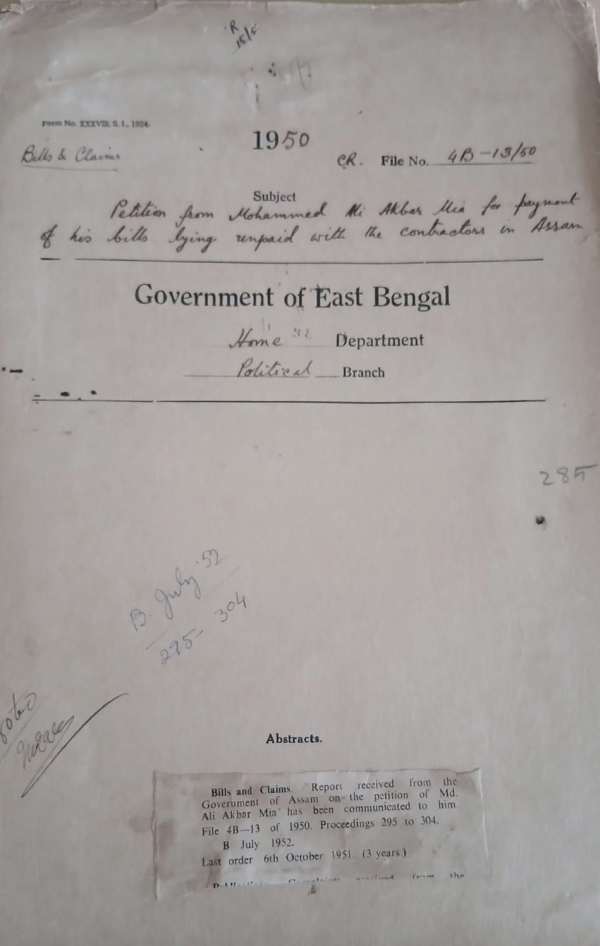 R
15/5
Form No. XXXVIII. S. I., 1924.
1950
Bills & Claims
CR. File No. 4B-13/50
Subject
Petition from Mohammed Ali Akbar Mia for payment
of his bills lying unpaid with the contractors in Assam
Government of East Bengal
Home Department
Political Branch
285
B. July '52
295- 304
Abstracts.
Bills and Claims. Report received from the
Government of Assam on the petition of Md.
Ali Akbar Mia has been communicated to him
File 4B—13 of 1950. Proceedings 295 to 304.
B July 1952.
Last order 6th October 1951. (3 years)